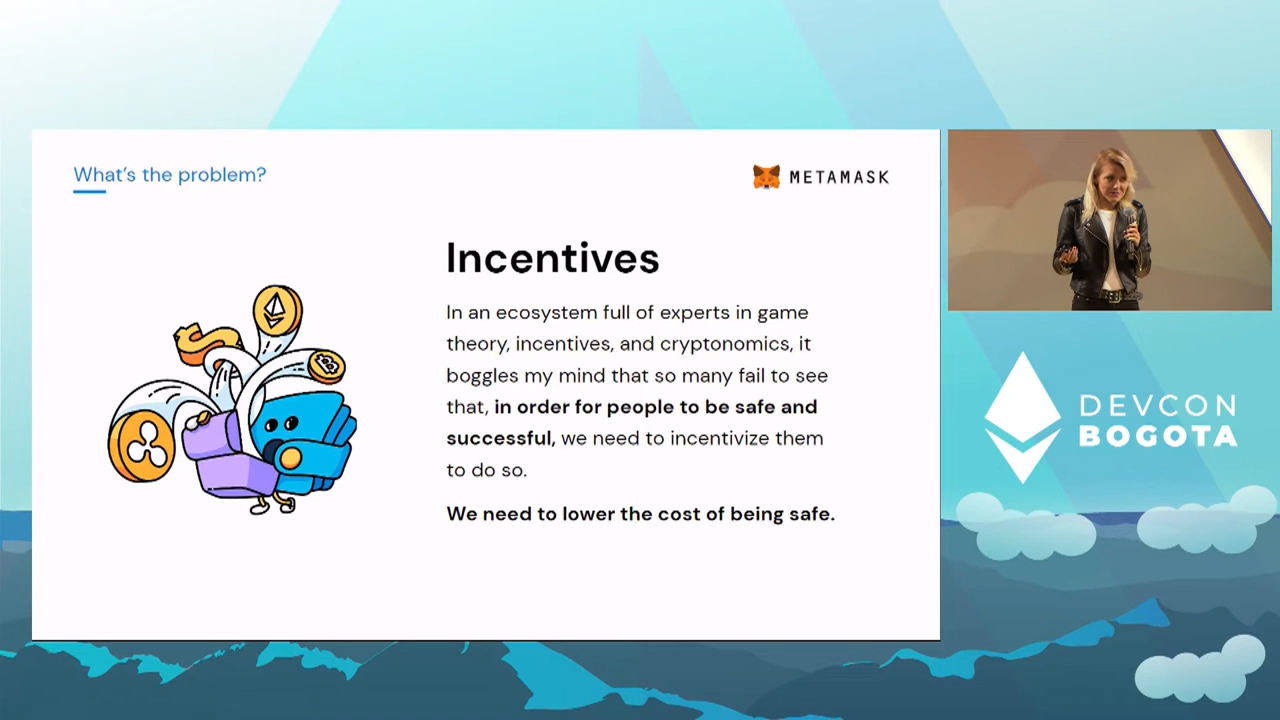 What's the problem?
METAMASK
Incentives
In an ecosystem full of experts in game
theory, incentives, and cryptonomics, it
boggles my mind that so many fail to see
that, in order for people to be safe and
successful, we need to incentivize them
to do so.
We need to lower the cost of being safe.
DEVCON
BOGOTA